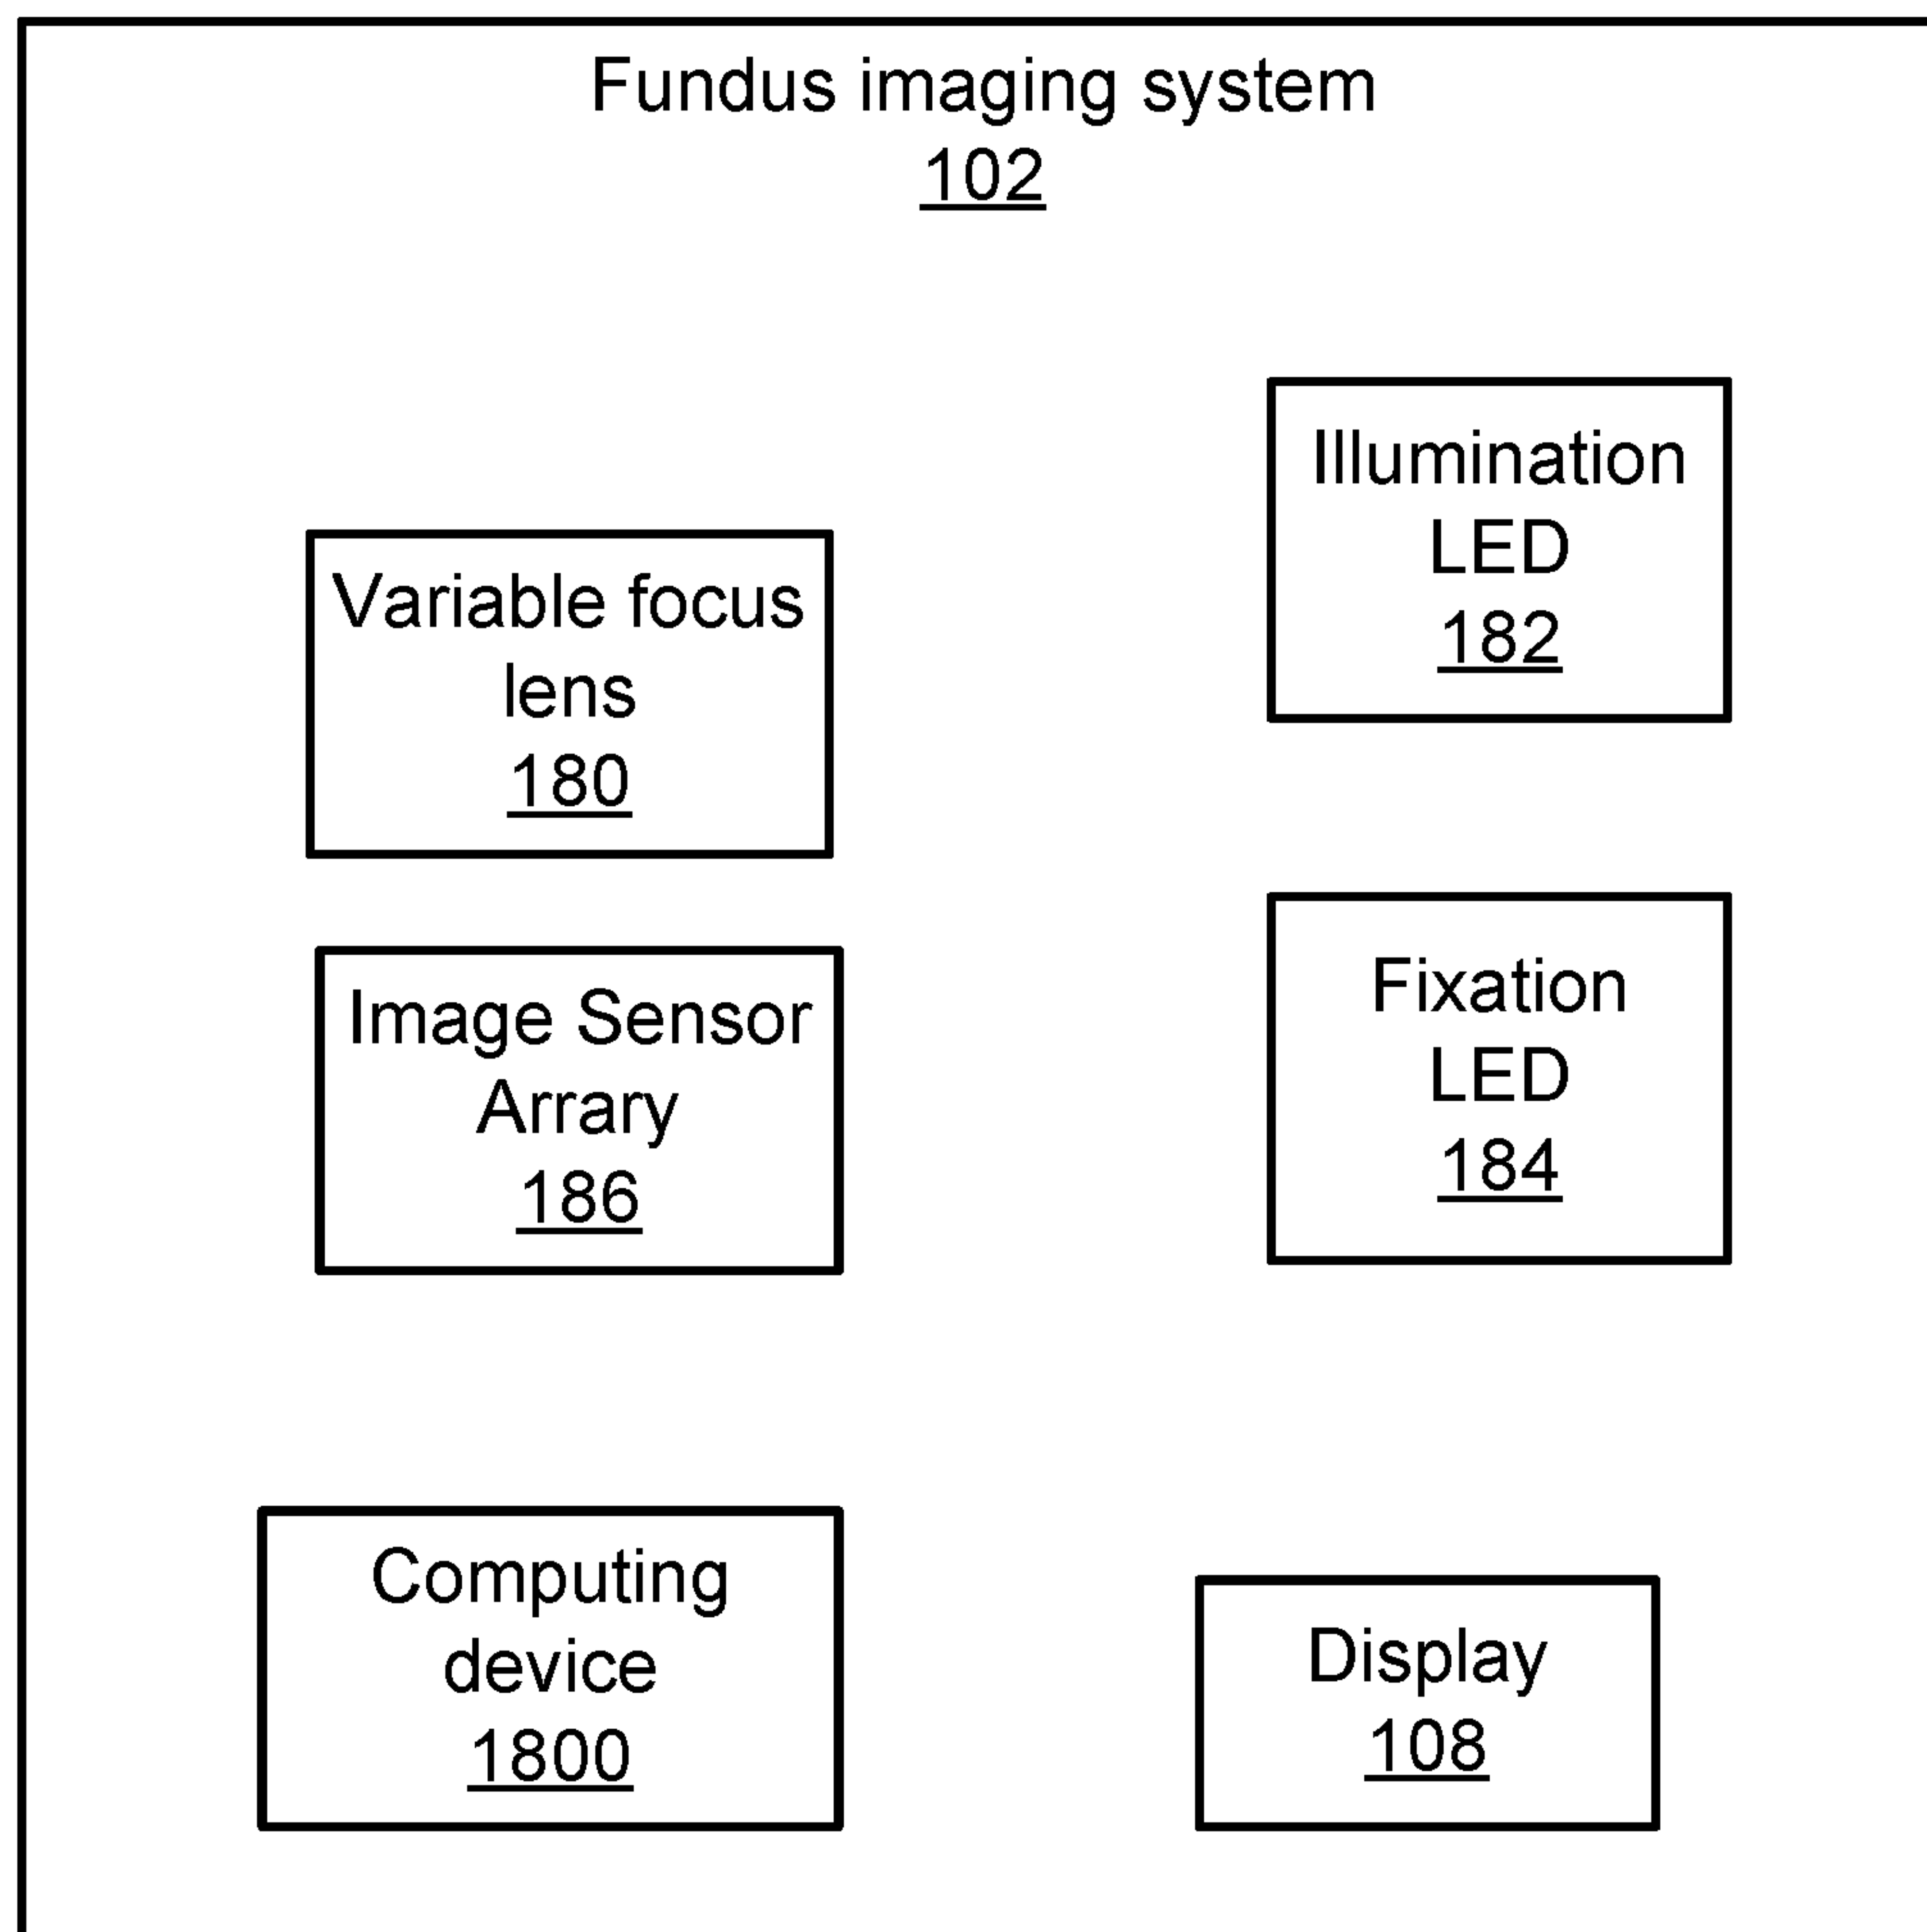 Fundus imaging system
102
Variable focus
lens
180
Illumination
LED
182
Image Sensor
Arrary
186
Fixation
LED
184
Computing
device
1800
Display
108